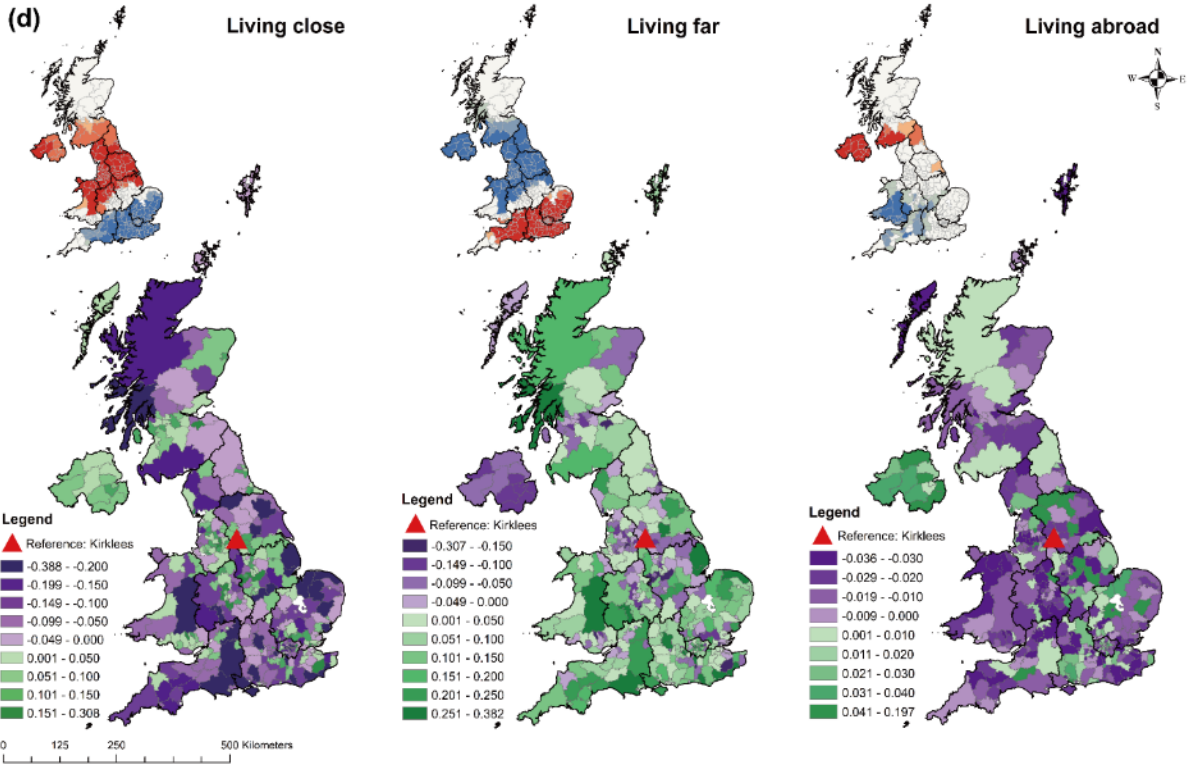 (d)
Living close
Living far
Living abroad
N
W
E
S
Legend
Reference: Kirklees
-0.388 - -0.200
-0.199 - -0.150
-0.149 - -0.100
-0.099 - -0.050
-0.049 - 0.000
0.001 - 0.050
0.051 - 0.100
0.101 - 0.150
0.151 - 0.308
Legend
Reference: Kirklees
-0.307 - -0.150
-0.149 - -0.100
-0.099 - -0.050
-0.049 - 0.000
0.001 - 0.050
0.051 - 0.100
0.101 - 0.150
0.151 - 0.200
0.201 - 0.250
0.251 - 0.382
Legend
Reference: Kirklees
-0.036 - -0.030
-0.029 - -0.020
-0.019 - -0.010
-0.009 - 0.000
0.001 - 0.010
0.011 - 0.020
0.021 - 0.030
0.031 - 0.040
0.041 - 0.197
0 125 250 500 Kilometers